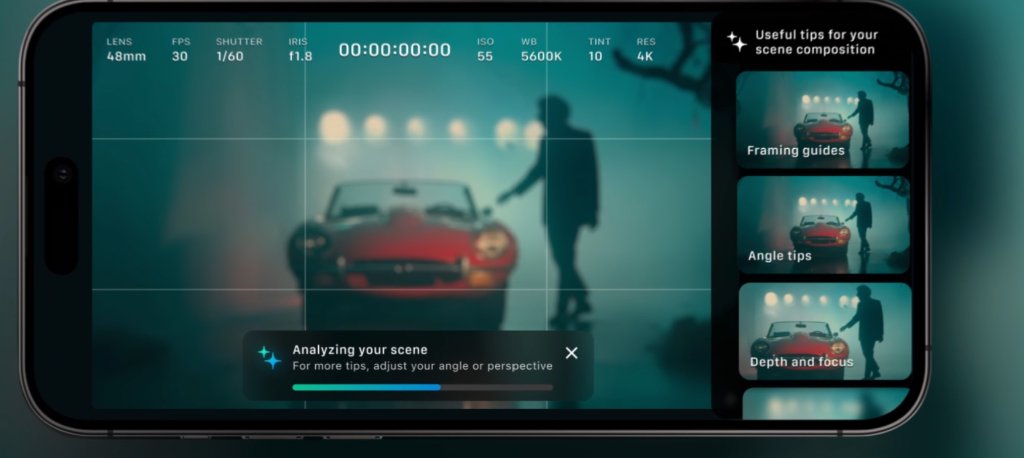 LENS FPS SHUTTER IRIS 00:00:00:00 ISO WB TINT RES
48mm 30 1/60 f1.8 55 5600K 10 4K
Analyzing your scene
For more tips, adjust your angle or perspective
Useful tips for your
scene composition
Framing guides
Angle tips
Depth and focus